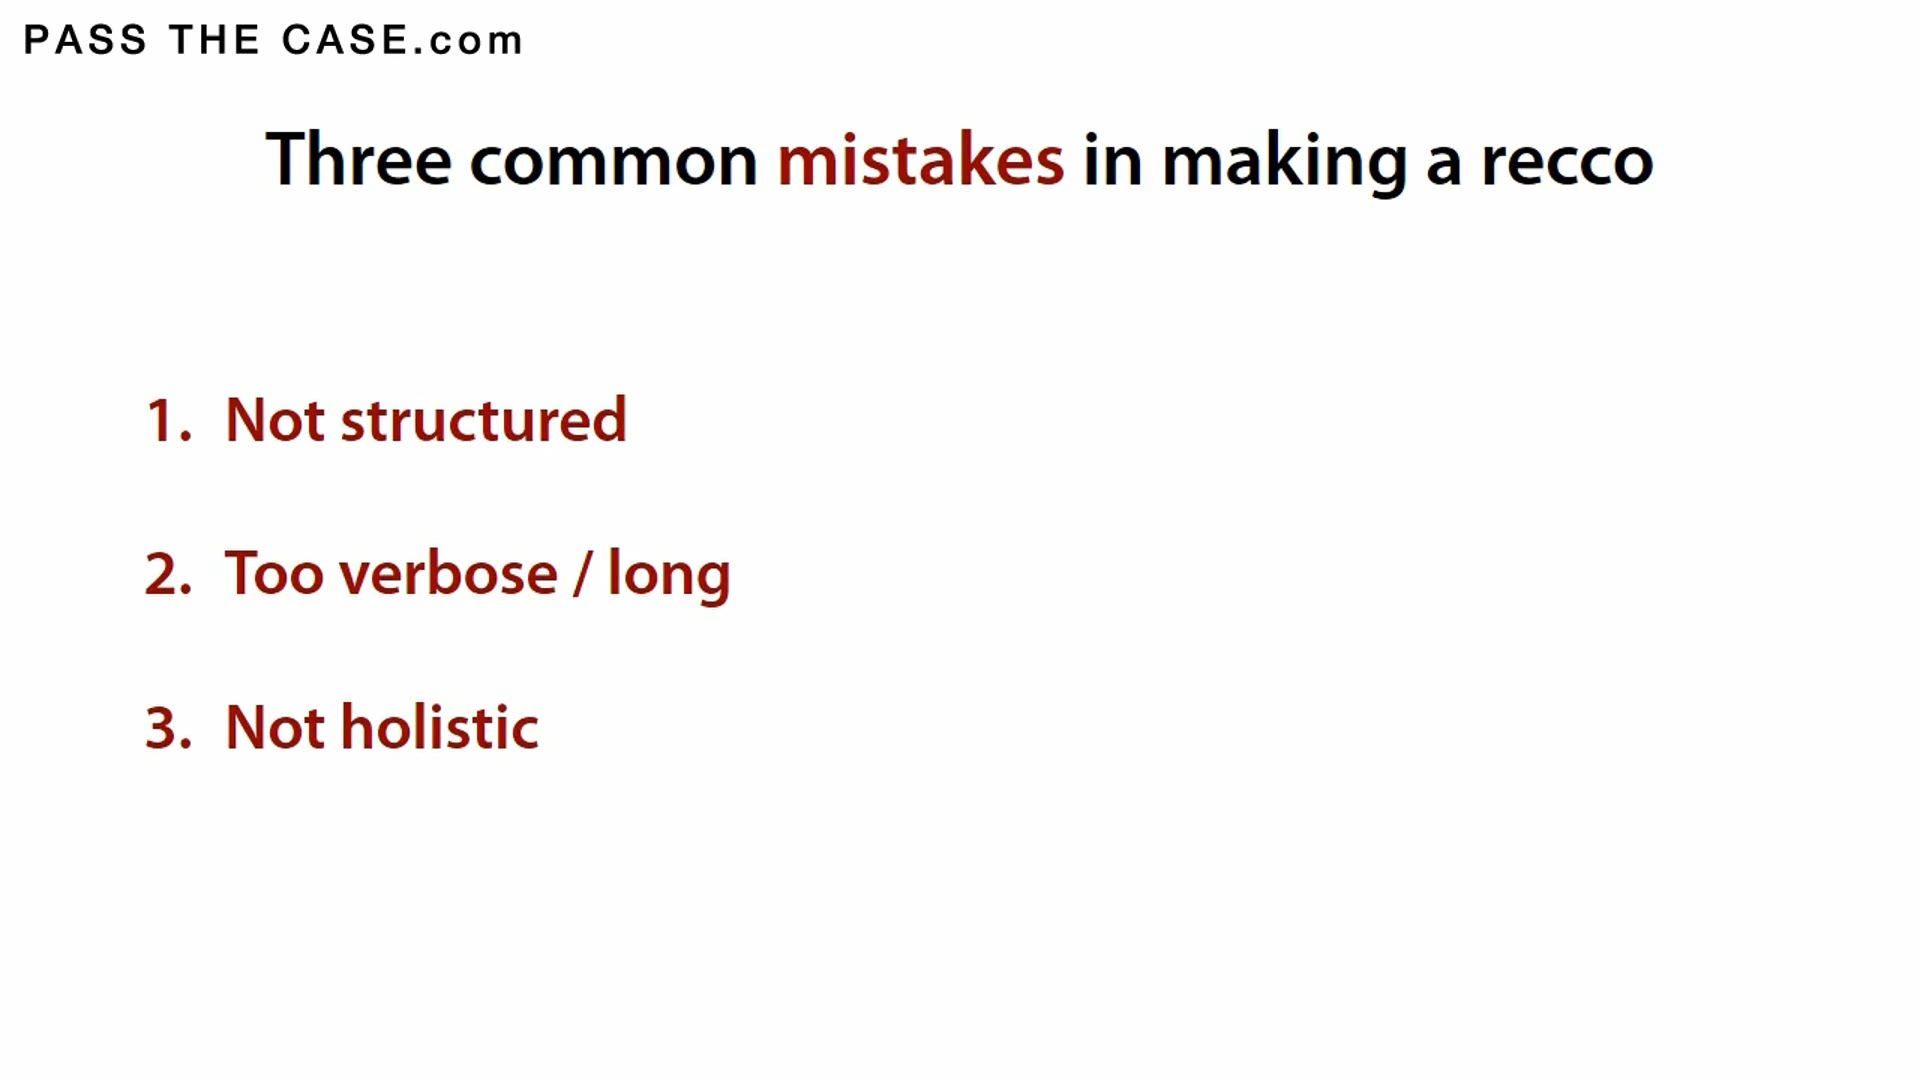 PASS THE CASE.com
Three common mistakes in making a recco
1. Not structured
2. Too verbose / long
3. Not holistic